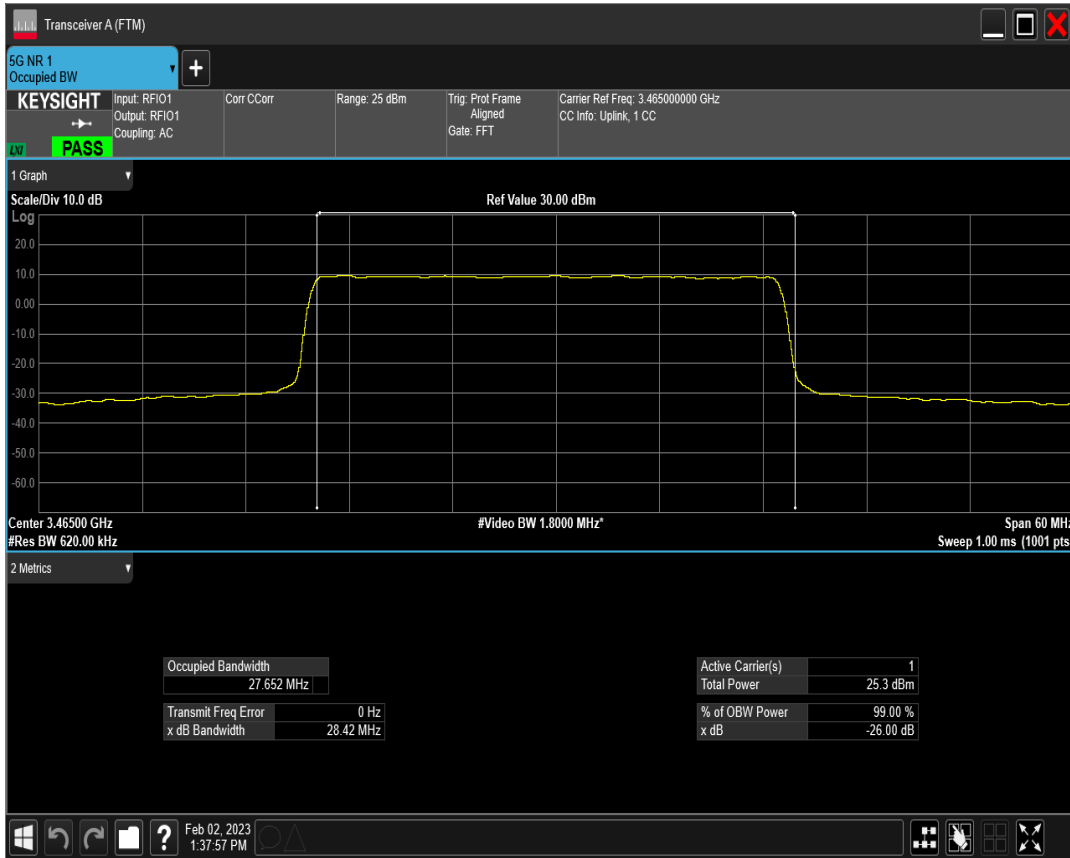 Transceiver A (FTM)
5G NR 1
Occupied BW
+
KEYSIGHT
LXI
PASS
Input: RFIO1
Output: RFIO1
Coupling: AC
Corr CCorr
Range: 25 dBm
Trig: Prot Frame
Aligned
Gate: FFT
Carrier Ref Freq: 3.465000000 GHz
CC Info: Uplink, 1 CC
1 Graph
Scale/Div 10.0 dB
Ref Value 30.00 dBm
Log
20.0
10.0
0.00
-10.0
-20.0
-30.0
-40.0
-50.0
-60.0
Center 3.46500 GHz
#Video BW 1.8000 MHz*
Span 60 MHz
#Res BW 620.00 kHz
Sweep 1.00 ms (1001 pts
2 Metrics
Occupied Bandwidth
27.652 MHz
Transmit Freq Error 0 Hz
x dB Bandwidth 28.42 MHz
Active Carrier(s) 1
Total Power 25.3 dBm
% of OBW Power 99.00 %
x dB -26.00 dB
?
Feb 02, 2023
1:37:57 PM